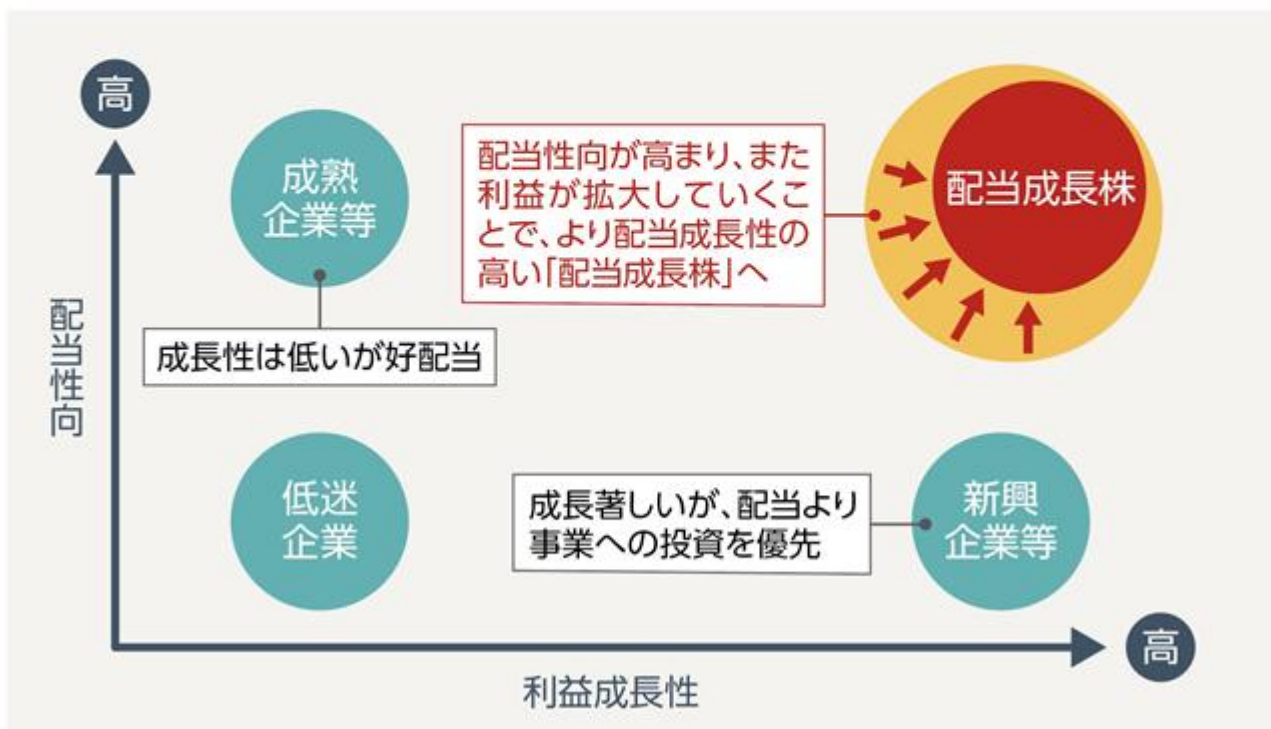 高
成熟
企業等
配当性向が高まり、また
利益が拡大していくこ
とで、より配当成長性の
高い「配当成長株」へ
配当成長株
成長性は低いが好配当
配当性向
低迷
企業
成長著しいが、配当より
事業への投資を優先
新興
企業等
高
利益成長性